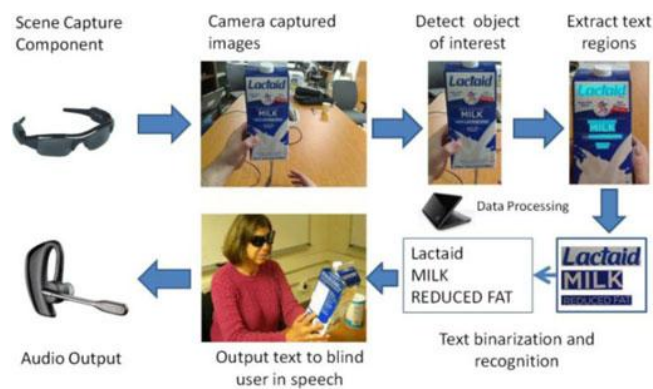 Scene Capture
Component
Camera captured
images
Detect object
of interest
Extract text
regions
Lactaid
MILK
Lactaid
MILK
Lactaid
MILK
Data Processing
Lactaid
MILK
REDUCED FAT
Lactaid
MILK
REDUCED FAT
Audio Output
Output text to blind
user in speech
Text binarization and
recognition